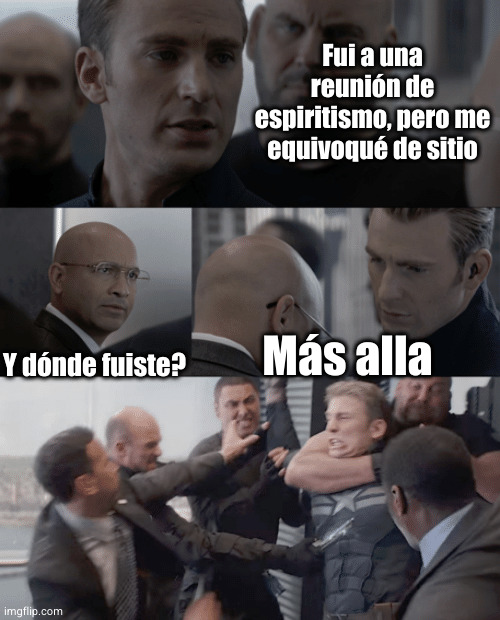 Fui a una
reunión de
espiritismo, pero me
equivoqué de sitio
Y dónde fuiste?
Más alla
imgflip.com